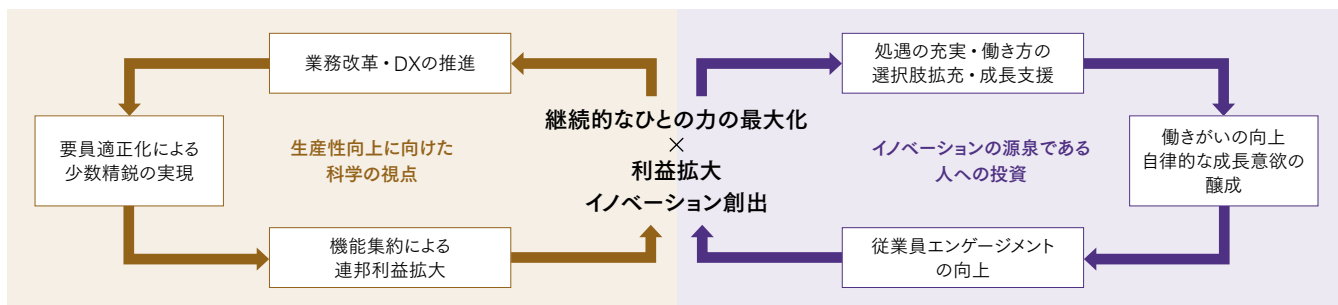 業務改革・DXの推進
要員適正化による
少数精鋭の実現
生産性向上に向けた
科学の視点
機能集約による
連邦利益拡大
継続的なひとの力の最大化
×
利益拡大
イノベーション創出
処遇の充実・働き方の
選択肢拡充・成長支援
イノベーションの源泉である
人への投資
働きがいの向上
自律的な成長意欲の
醸成
従業員エンゲージメント
の向上